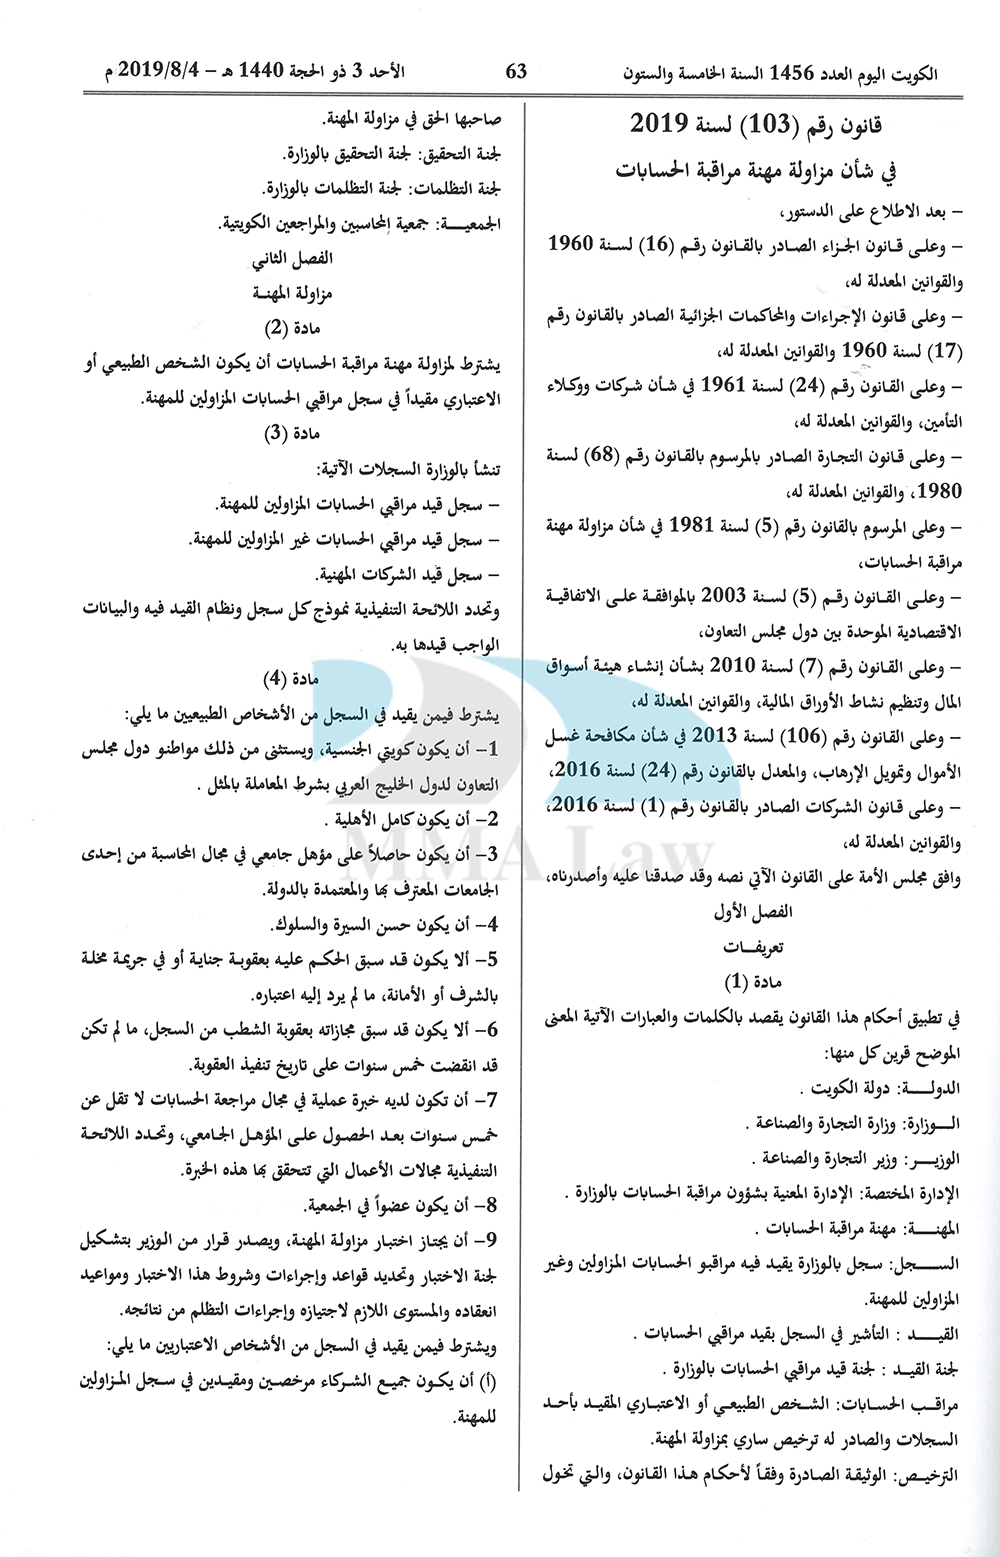 الكويت اليوم العدد 1456 السنة الخامسة والستون
63
الأحد 3 ذو الحجة 1440 هـ – 2019/8/4 م
قانون رقم (103) لسنة 2019
في شأن مزاولة مهنة مراقبة الحسابات
– بعد الاطلاع على الدستور،
– وعلى قانون الجزاء الصادر بالقانون رقم (16) لسنة 1960
والقوانين المعدلة له،
– وعلى قانون الإجراءات والمحاكمات الجزائية الصادر بالقانون رقم
(17) لسنة 1960 والقوانين المعدلة له،
– وعلى القانون رقم (24) لسنة 1961 في شأن شركات ووكلاء
التأمين، والقوانين المعدلة له،
– وعلى قانون التجارة الصادر بالمرسوم بالقانون رقم (68) لسنة
1980، والقوانين المعدلة له،
– وعلى المرسوم بالقانون رقم (5) لسنة 1981 في شأن مزاولة مهنة
مراقبة الحسابات،
– وعلى القانون رقم (5) لسنة 2003 بالموافقة على الاتفاقية
الاقتصادية الموحدة بين دول مجلس التعاون،
– وعلى القانون رقم (7) لسنة 2010 بشأن إنشاء هيئة أسواق
المال وتنظيم نشاط الأوراق المالية، والقوانين المعدلة له،
– وعلى القانون رقم (106) لسنة 2013 في شأن مكافحة غسل
الأموال وتمويل الإرهاب، والمعدل بالقانون رقم (24) لسنة 2016،
– وعلى قانون الشركات الصادر بالقانون رقم (1) لسنة 2016،
والقوانين المعدلة له،
وافق مجلس الأمة على القانون الآتي نصه وقد صدقنا عليه وأصدرناه،
الفصل الأول
تعريفـات
مادة (1)
في تطبيق أحكام هذا القانون يقصد بالكلمات والعبارات الآتية المعنى
الموضح قرين كل منها:
الدولـــة: دولة الكويت .
الـــوزارة: وزارة التجارة والصناعة .
الوزيــر: وزير التجارة والصناعة .
الإدارة المختصة: الإدارة المعنية بشؤون مراقبة الحسابات بالوزارة .
المهنـــة: مهنة مراقبة الحسابات .
الســـجل: سجل بالوزارة يقيد فيه مراقبو الحسابات المزاولين وغير
المزاولين للمهنة.
القيـــد : التأشير في السجل بقيد مراقبي الحسابات .
لجنة القيـد : لجنة قيد مراقبي الحسابات بالوزارة .
مراقـب الحسابات: الشخص الطبيعي أو الاعتباري المقيد بأحد
السجلات والصادر له ترخيص ساري بمزاولة المهنة.
الترخيـص: الوثيقة الصادرة وفقاً لأحكام هذا القانون، والتي تخول
صاحبها الحق في مزاولة المهنة.
لجنة التحقيق: لجنة التحقيق بالوزارة.
لجنة التظلمات: لجنة التظلمات بالوزارة.
الجمعيـــة: جمعية المحاسبين والمراجعين الكويتية.
الفصل الثاني
مزاولة المهنـة
مادة (2)
يشترط لمزاولة مهنة مراقبة الحسابات أن يكون الشخص الطبيعي أو
الاعتباري مقيداً في سجل مراقبي الحسابات المزاولين للمهنة.
مادة (3)
تنشأ بالوزارة السجلات الآتية:
– سجل قيد مراقبي الحسابات المزاولين للمهنة.
– سجل قيد مراقبي الحسابات غير المزاولين للمهنة.
– سجل قيد الشركات المهنية.
وتحدد اللائحة التنفيذية نموذج كل سجل ونظام القيد فيه والبيانات
الواجب قيدها به.
مادة (4)
يشترط فيمن يقيد في السجل من الأشخاص الطبيعيين ما يلي:
1– أن يكون كويتي الجنسية، ويستثنى من ذلك مواطنو دول مجلس
التعاون لدول الخليج العربي بشرط المعاملة بالمثل .
2– أن يكون كامل الأهلية .
3– أن يكون حاصلاً على مؤهل جامعي في مجال المحاسبة من إحدى
الجامعات المعترف بها والمعتمدة بالدولة.
4– أن يكون حسن السيرة والسلوك.
5– ألا يكون قد سبق الحكم عليه بعقوبة جناية أو في جريمة مخلة
بالشرف أو الأمانة، ما لم يرد إليه اعتباره.
6– ألا يكون قد سبق مجازاته بعقوبة الشطب من السجل، ما لم تكن
قد انقضت خمس سنوات على تاريخ تنفيذ العقوبة.
7– أن تكون لديه خبرة عملية في مجال مراجعة الحسابات لا تقل عن
خمس سنوات بعد الحصول على المؤهل الجامعي، وتحدد اللائحة
التنفيذية مجالات الأعمال التي تتحقق بها هذه الخبرة.
8– أن يكون عضواً في الجمعية.
9– أن يجتاز اختبار مزاولة المهنة، ويصدر قرار من الوزير بتشكيل
لجنة الاختبار وتحديد قواعد وإجراءات وشروط هذا الاختبار ومواعيد
انعقاده والمستوى اللازم لاجتيازه وإجراءات التظلم من نتائجه.
ويشترط فيمن يقيد في السجل من الأشخاص الاعتباريين ما يلي:
(أ) أن يكون جميع الشركاء مرخصين ومقيدين في سجل المزاولين
للمهنة.
MMA Law